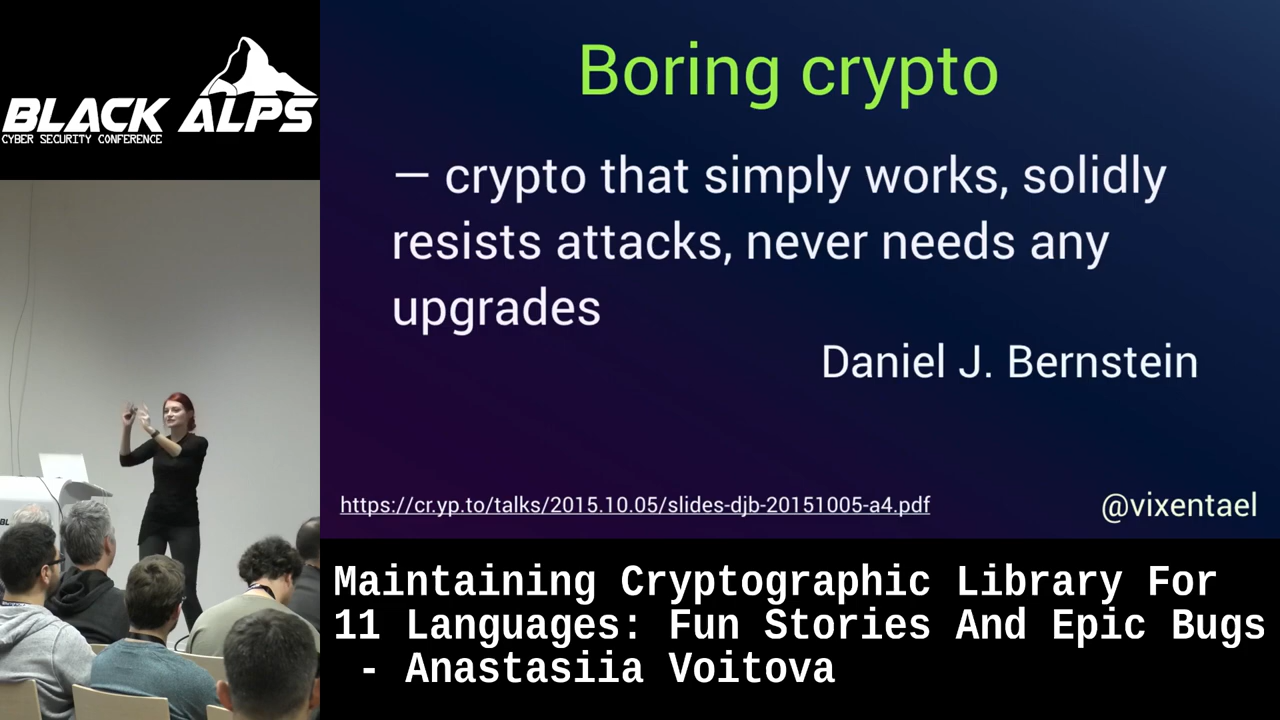 BLACK ALPS
CYBER SECURITY CONFERENCE
Boring crypto
— crypto that simply works, solidly
resists attacks, never needs any
upgrades
Daniel J. Bernstein
https://cr.yp.to/talks/2015.10.05/slides-djb-20151005-a4.pdf
@vixentael
BL
Maintaining Cryptographic Library For
11 Languages: Fun Stories And Epic Bugs
- Anastasiia Voitova